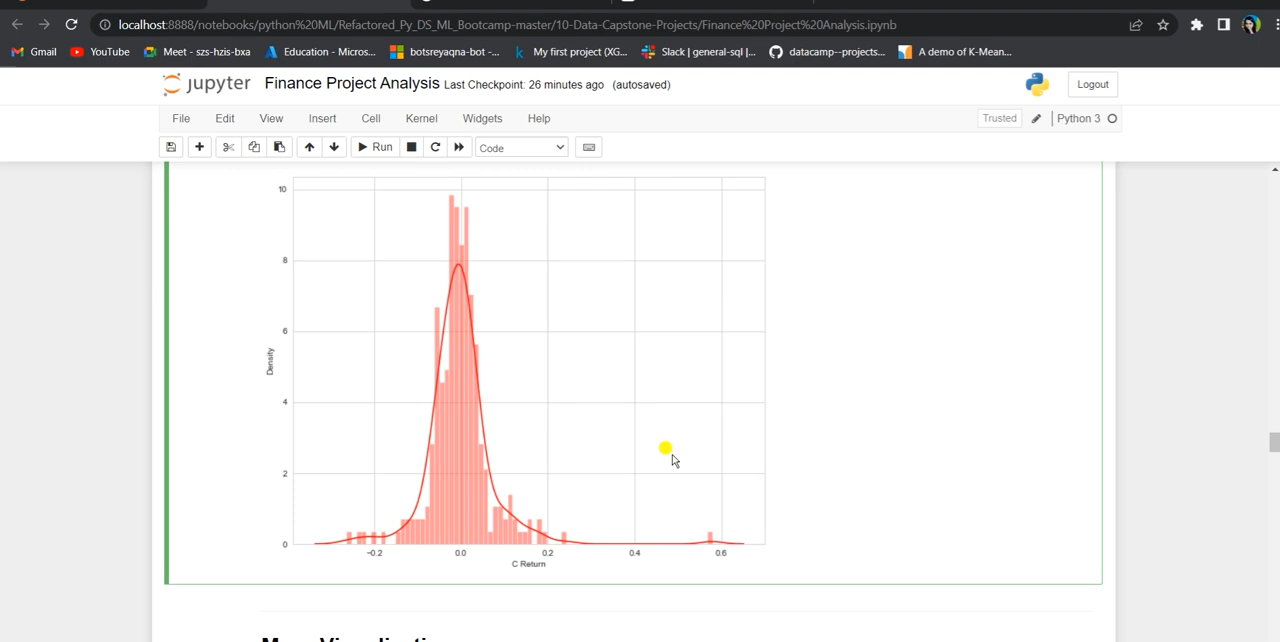 localhost:8888/notebooks/python%20ML/Refactored_Py_DS_ML_Bootcamp-master/10-Data-Capstone-Projects/Finance%20Project%20Analysis.ipynb
Gmail YouTube Meet - szs-hzis-bxa Education - Micros... botsreyaqna-bot -... My first project (XG... Slack | general-sql |... datacamp--projects... A demo of K-Mean...
jupyter Finance Project Analysis Last Checkpoint: 26 minutes ago (autosaved) Logout
File Edit View Insert Cell Kernel Widgets Help Trusted Python 3
Run Code
10
8
6
Density
4
2
0
−0.2 0.0 0.2 0.4 0.6
C Return